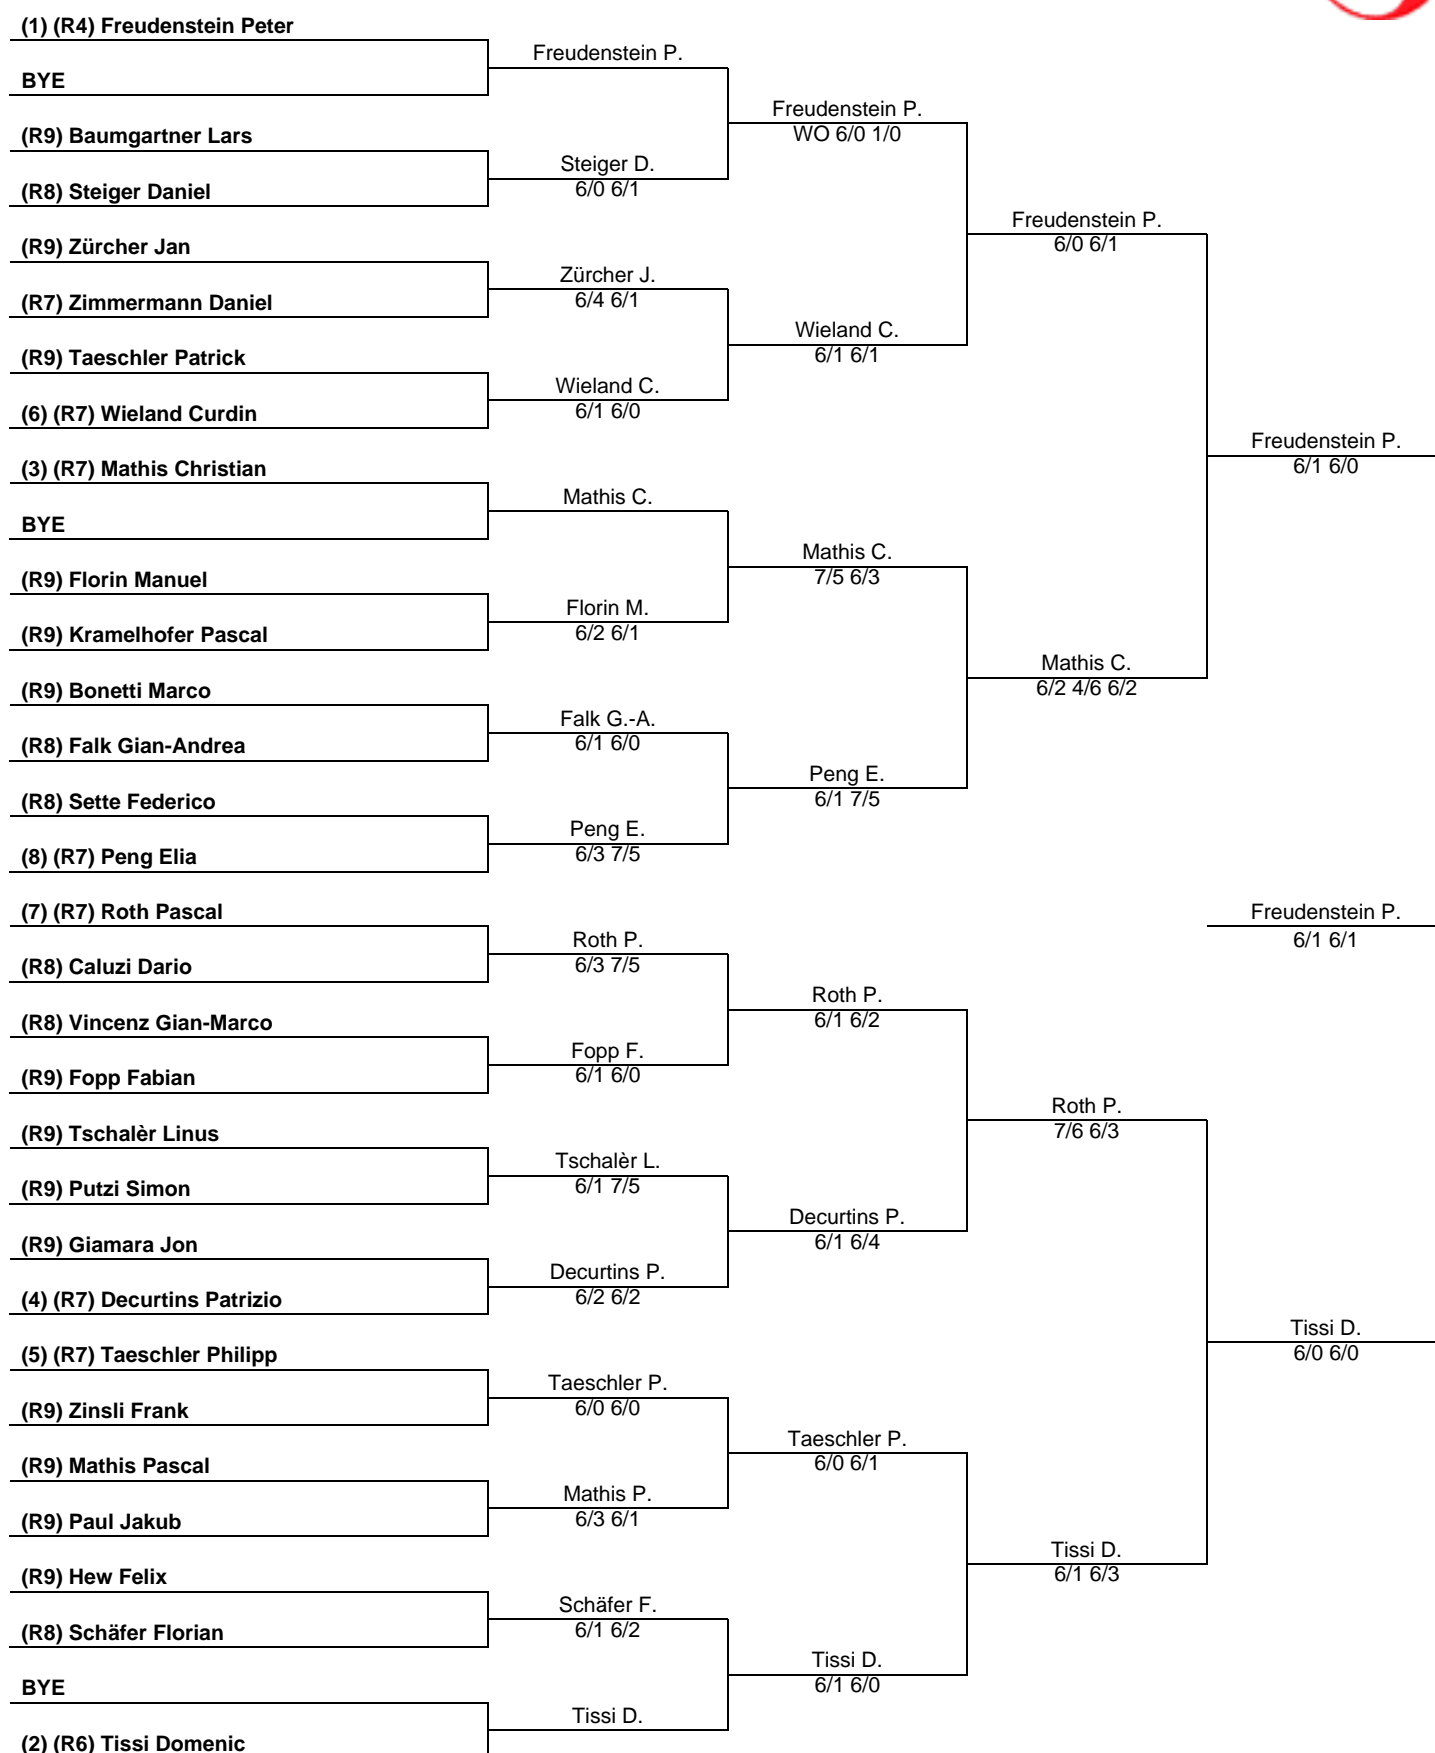 (1) (R4) Freudenstein Peter
Freudenstein P.
BYE
Freudenstein P.
WO 6/0 1/0
(R9) Baumgartner Lars
Steiger D.
6/0 6/1
(R8) Steiger Daniel
Freudenstein P.
6/0 6/1
(R9) Zürcher Jan
Zürcher J.
6/4 6/1
(R7) Zimmermann Daniel
Wieland C.
6/1 6/1
(R9) Taeschler Patrick
Wieland C.
6/1 6/0
(6) (R7) Wieland Curdin
Freudenstein P.
6/1 6/0
(3) (R7) Mathis Christian
Mathis C.
BYE
Mathis C.
7/5 6/3
(R9) Florin Manuel
Florin M.
6/2 6/1
(R9) Kramelhofer Pascal
Mathis C.
6/2 4/6 6/2
(R9) Bonetti Marco
Falk G.-A.
6/1 6/0
(R8) Falk Gian-Andrea
Peng E.
6/1 7/5
(R8) Sette Federico
Peng E.
6/3 7/5
(8) (R7) Peng Elia
(7) (R7) Roth Pascal
Freudenstein P.
6/1 6/1
Roth P.
6/3 7/5
(R8) Caluzi Dario
Roth P.
6/1 6/2
(R8) Vincenz Gian-Marco
Fopp F.
6/1 6/0
(R9) Fopp Fabian
Roth P.
7/6 6/3
(R9) Tschalèr Linus
Tschalèr L.
6/1 7/5
(R9) Putzi Simon
Decurtins P.
6/1 6/4
(R9) Giamara Jon
Decurtins P.
6/2 6/2
(4) (R7) Decurtins Patrizio
Tissi D.
6/0 6/0
(5) (R7) Taeschler Philipp
Taeschler P.
6/0 6/0
(R9) Zinsli Frank
Taeschler P.
6/0 6/1
(R9) Mathis Pascal
Mathis P.
6/3 6/1
(R9) Paul Jakub
Tissi D.
6/1 6/3
(R9) Hew Felix
Schäfer F.
6/1 6/2
(R8) Schäfer Florian
Tissi D.
6/1 6/0
BYE
Tissi D.
(2) (R6) Tissi Domenic